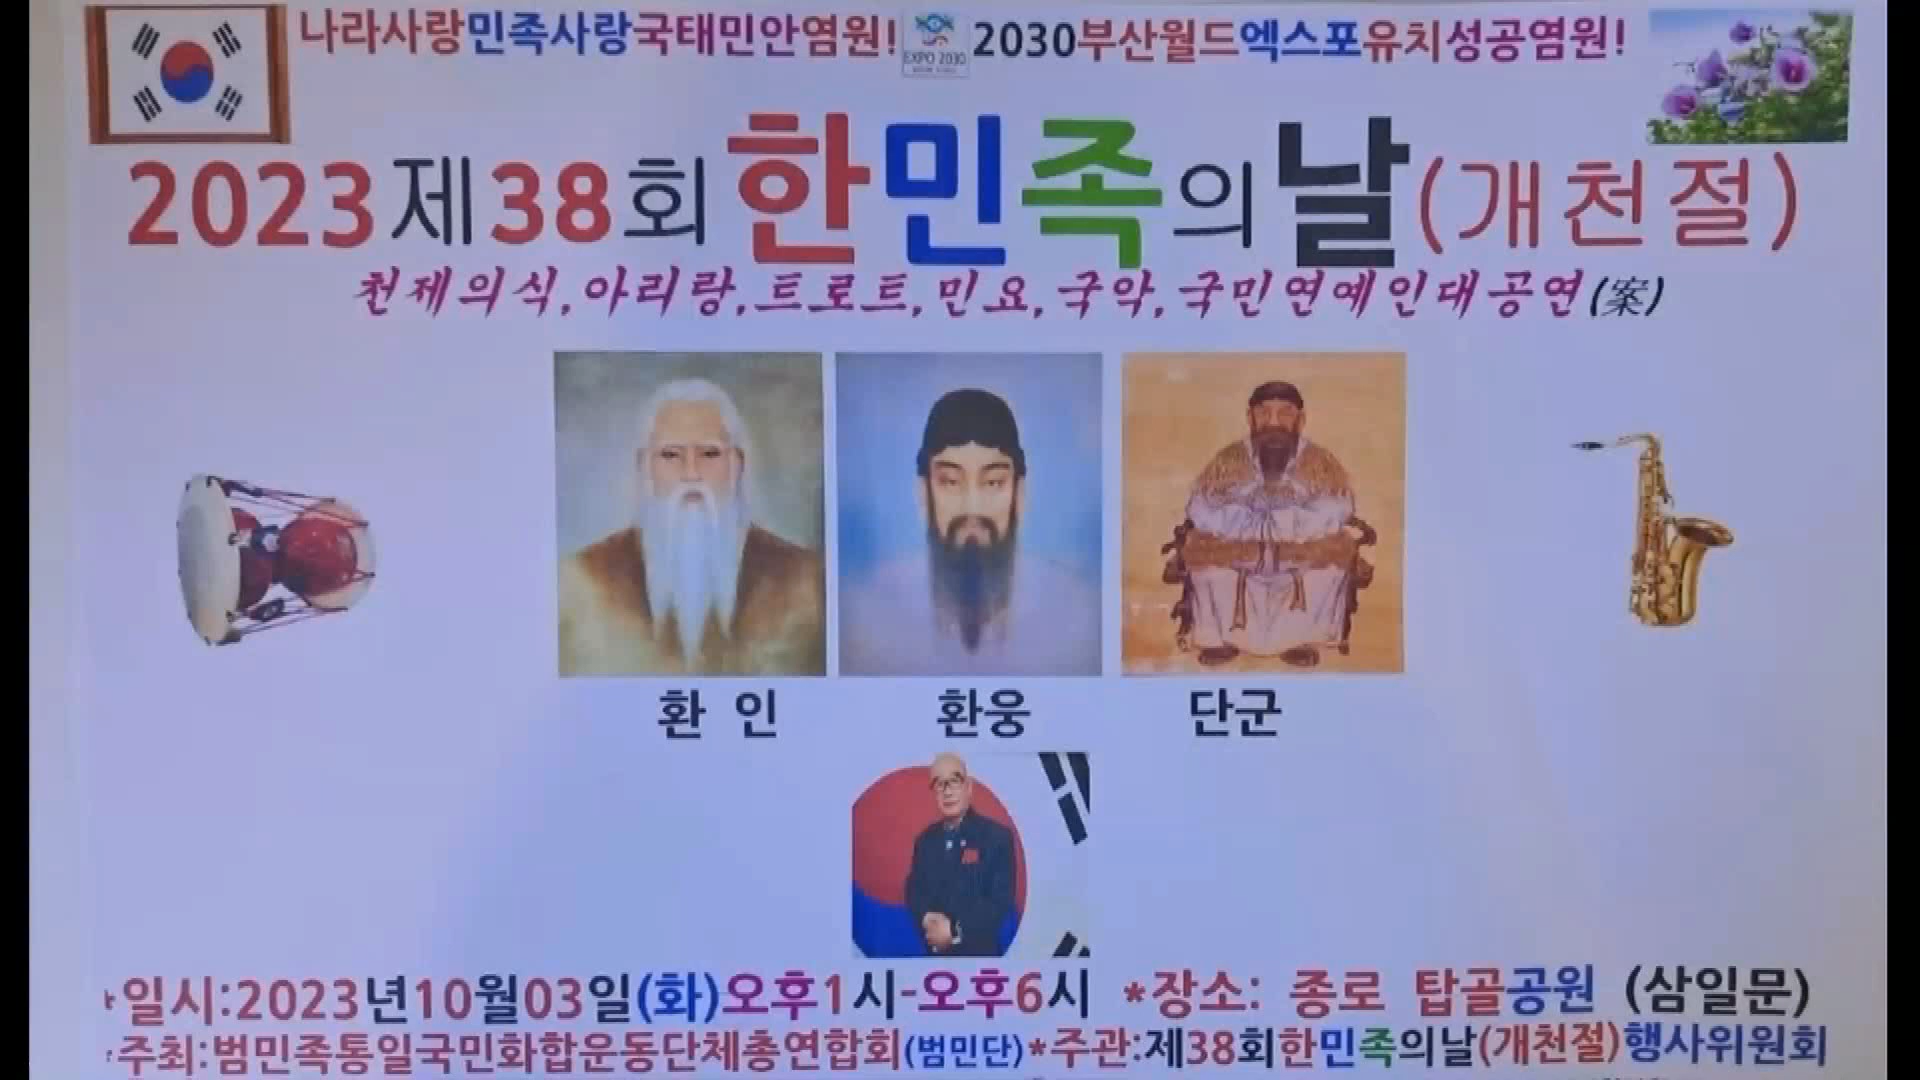 나라사랑민족사랑국태민안염원! EXPO 2030 2030부산월드엑스포유치성공염원!
2023제38회한민족의날(개천절)
천제의식,아리랑,트로트,민요,국악,국민연예인대공연(案)
환 인 환웅 단군
*일시:2023년10월03일(화)오후1시-오후6시 *장소: 종로 탑골공원 (삼일문)
*주최:범민족통일국민화합운동단체총연합회(범민단)*주관:제38회한민족의날(개천절)행사위원회